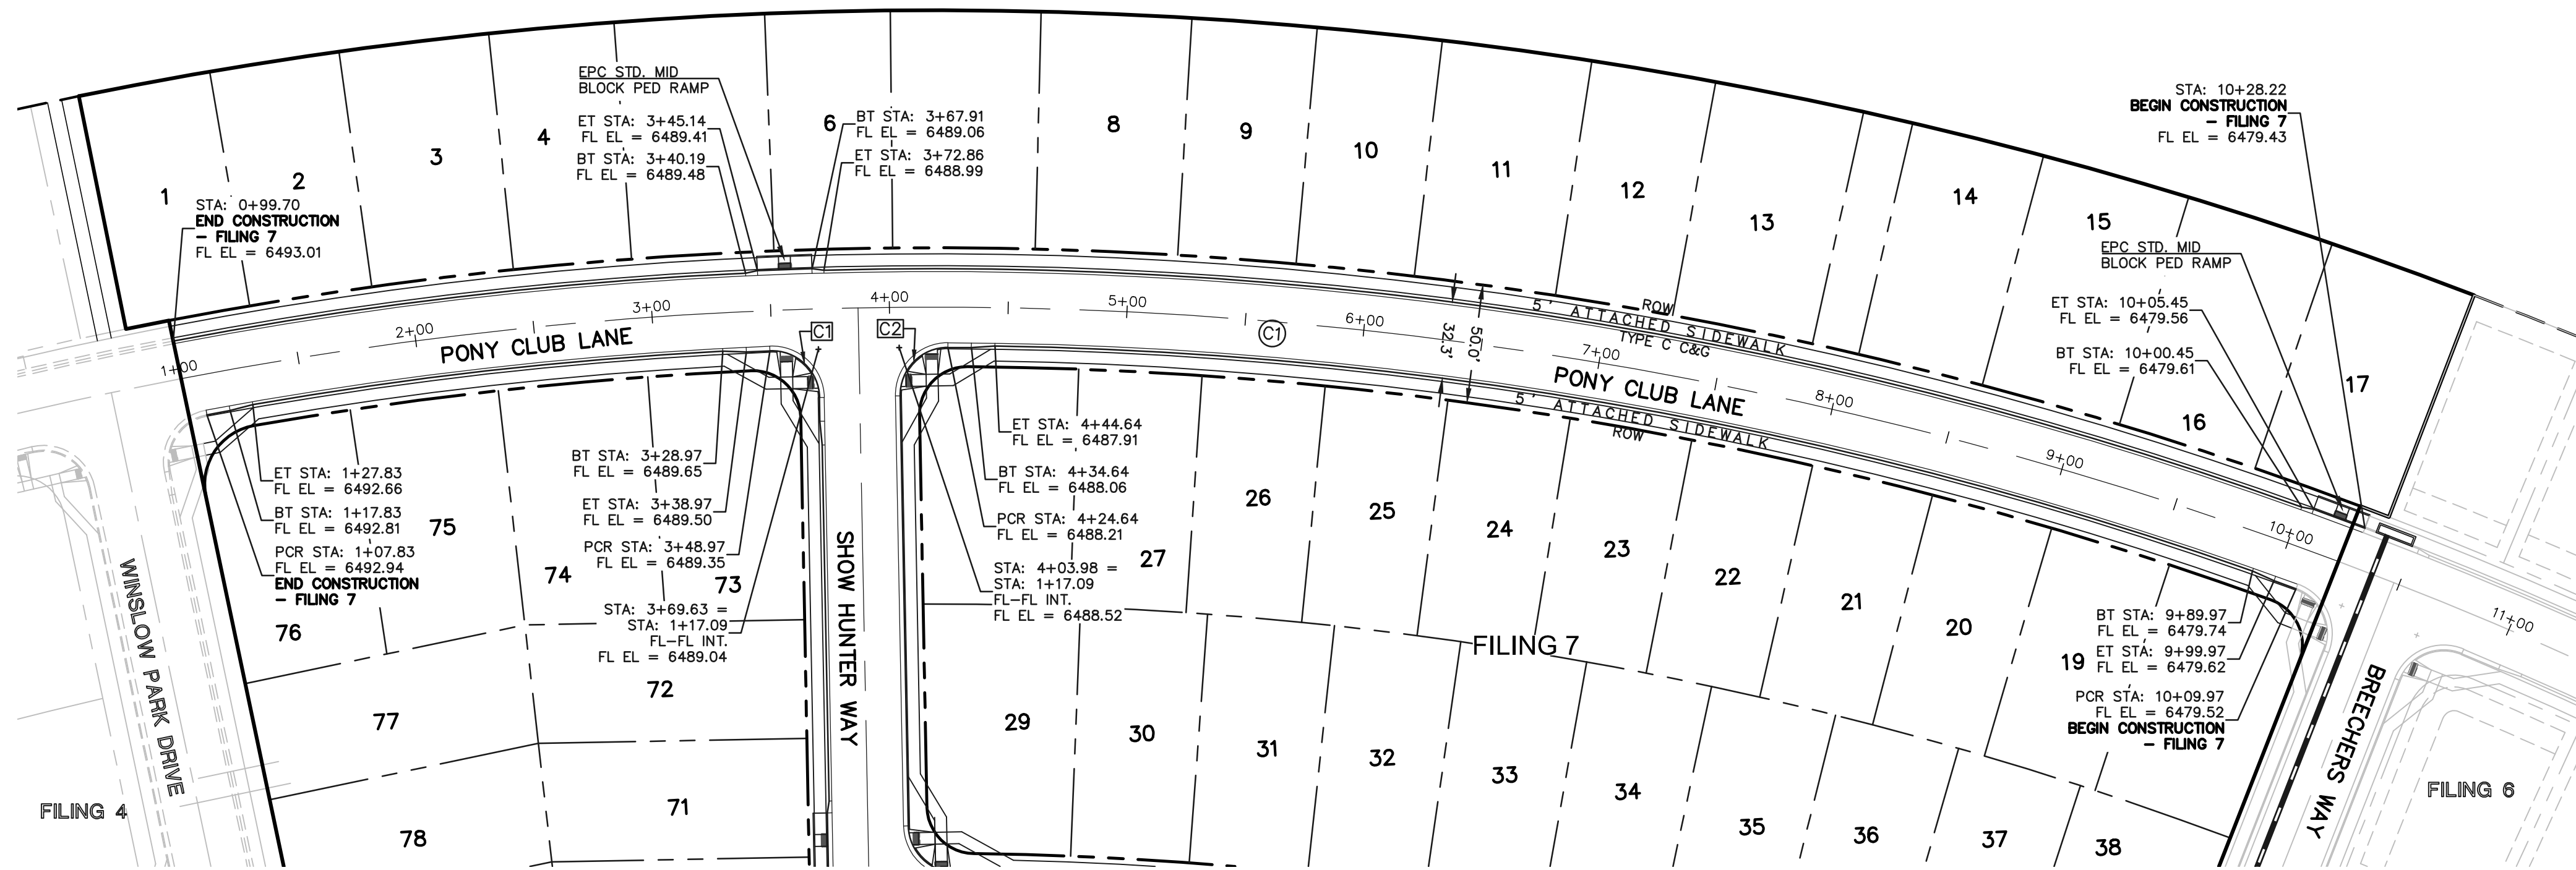 EPC STD. MID
BLOCK PED RAMP
ET STA: 3+45.14
FL EL = 6489.41
BT STA: 3+40.19
FL EL = 6489.48
BT STA: 3+67.91
FL EL = 6489.06
ET STA: 3+72.86
FL EL = 6488.99
STA: 10+28.22
BEGIN CONSTRUCTION
– FILING 7
FL EL = 6479.43
1
2
3
4
6
8
9
10
11
12
13
14
15
16
17
STA: 0+99.70
END CONSTRUCTION
– FILING 7
FL EL = 6493.01
EPC STD. MID
BLOCK PED RAMP
ET STA: 10+05.45
FL EL = 6479.56
BT STA: 10+00.45
FL EL = 6479.61
1+00
2+00
3+00
4+00
5+00
6+00
7+00
8+00
9+00
10+00
11+00
PONY CLUB LANE
C1
C2
C1
32.3'
50.0'
ROW
5' ATTACHED SIDEWALK
TYPE C C&G
PONY CLUB LANE
5' ATTACHED SIDEWALK
ROW
ET STA: 1+27.83
FL EL = 6492.66
BT STA: 1+17.83
FL EL = 6492.81
PCR STA: 1+07.83
FL EL = 6492.94
END CONSTRUCTION
– FILING 7
BT STA: 3+28.97
FL EL = 6489.65
ET STA: 3+38.97
FL EL = 6489.50
PCR STA: 3+48.97
FL EL = 6489.35
STA: 3+69.63 =
STA: 1+17.09
FL–FL INT.
FL EL = 6489.04
ET STA: 4+44.64
FL EL = 6487.91
BT STA: 4+34.64
FL EL = 6488.06
PCR STA: 4+24.64
FL EL = 6488.21
STA: 4+03.98 =
STA: 1+17.09
FL–FL INT.
FL EL = 6488.52
BT STA: 9+89.97
FL EL = 6479.74
ET STA: 9+99.97
FL EL = 6479.62
PCR STA: 10+09.97
FL EL = 6479.52
BEGIN CONSTRUCTION
– FILING 7
75
74
73
76
77
72
71
78
27
26
25
24
23
22
21
20
19
29
30
31
32
33
34
35
36
37
38
FILING 7
WINSLOW PARK DRIVE
SHOW HUNTER WAY
BREECHERS WAY
FILING 4
FILING 6